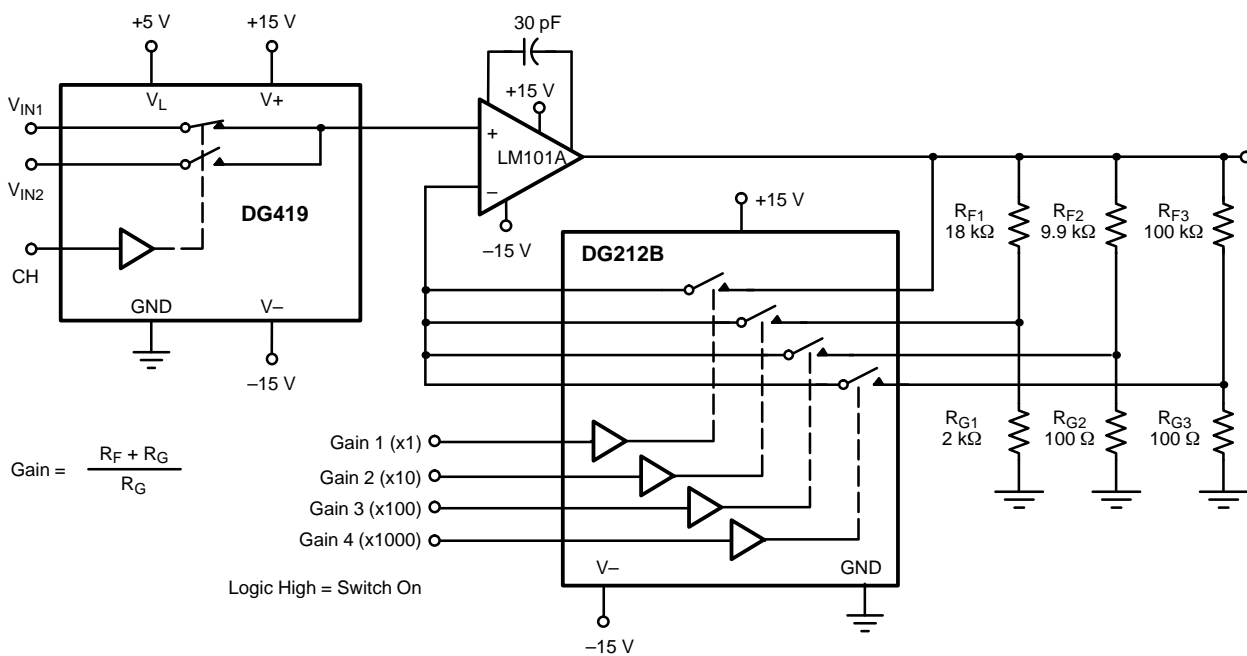 +5 V
+15 V
30 pF
V_IN1
V_L
V+
+15 V
+
LM101A
V_IN2
–
DG419
+15 V
R_F1
18 kΩ
R_F2
9.9 kΩ
R_F3
100 kΩ
–15 V
DG212B
CH
GND
V–
–15 V
R_G1
2 kΩ
R_G2
100 Ω
R_G3
100 Ω
Gain 1 (x1)
Gain = R_F + R_G
R_G
Gain 2 (x10)
Gain 3 (x100)
Gain 4 (x1000)
V–
GND
Logic High = Switch On
–15 V